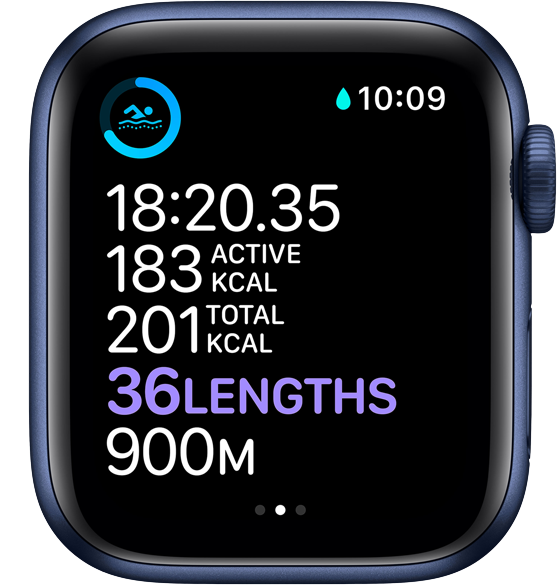 10:09
18:20.35
183 ACTIVE KCAL
201 TOTAL KCAL
36LENGTHS
900M